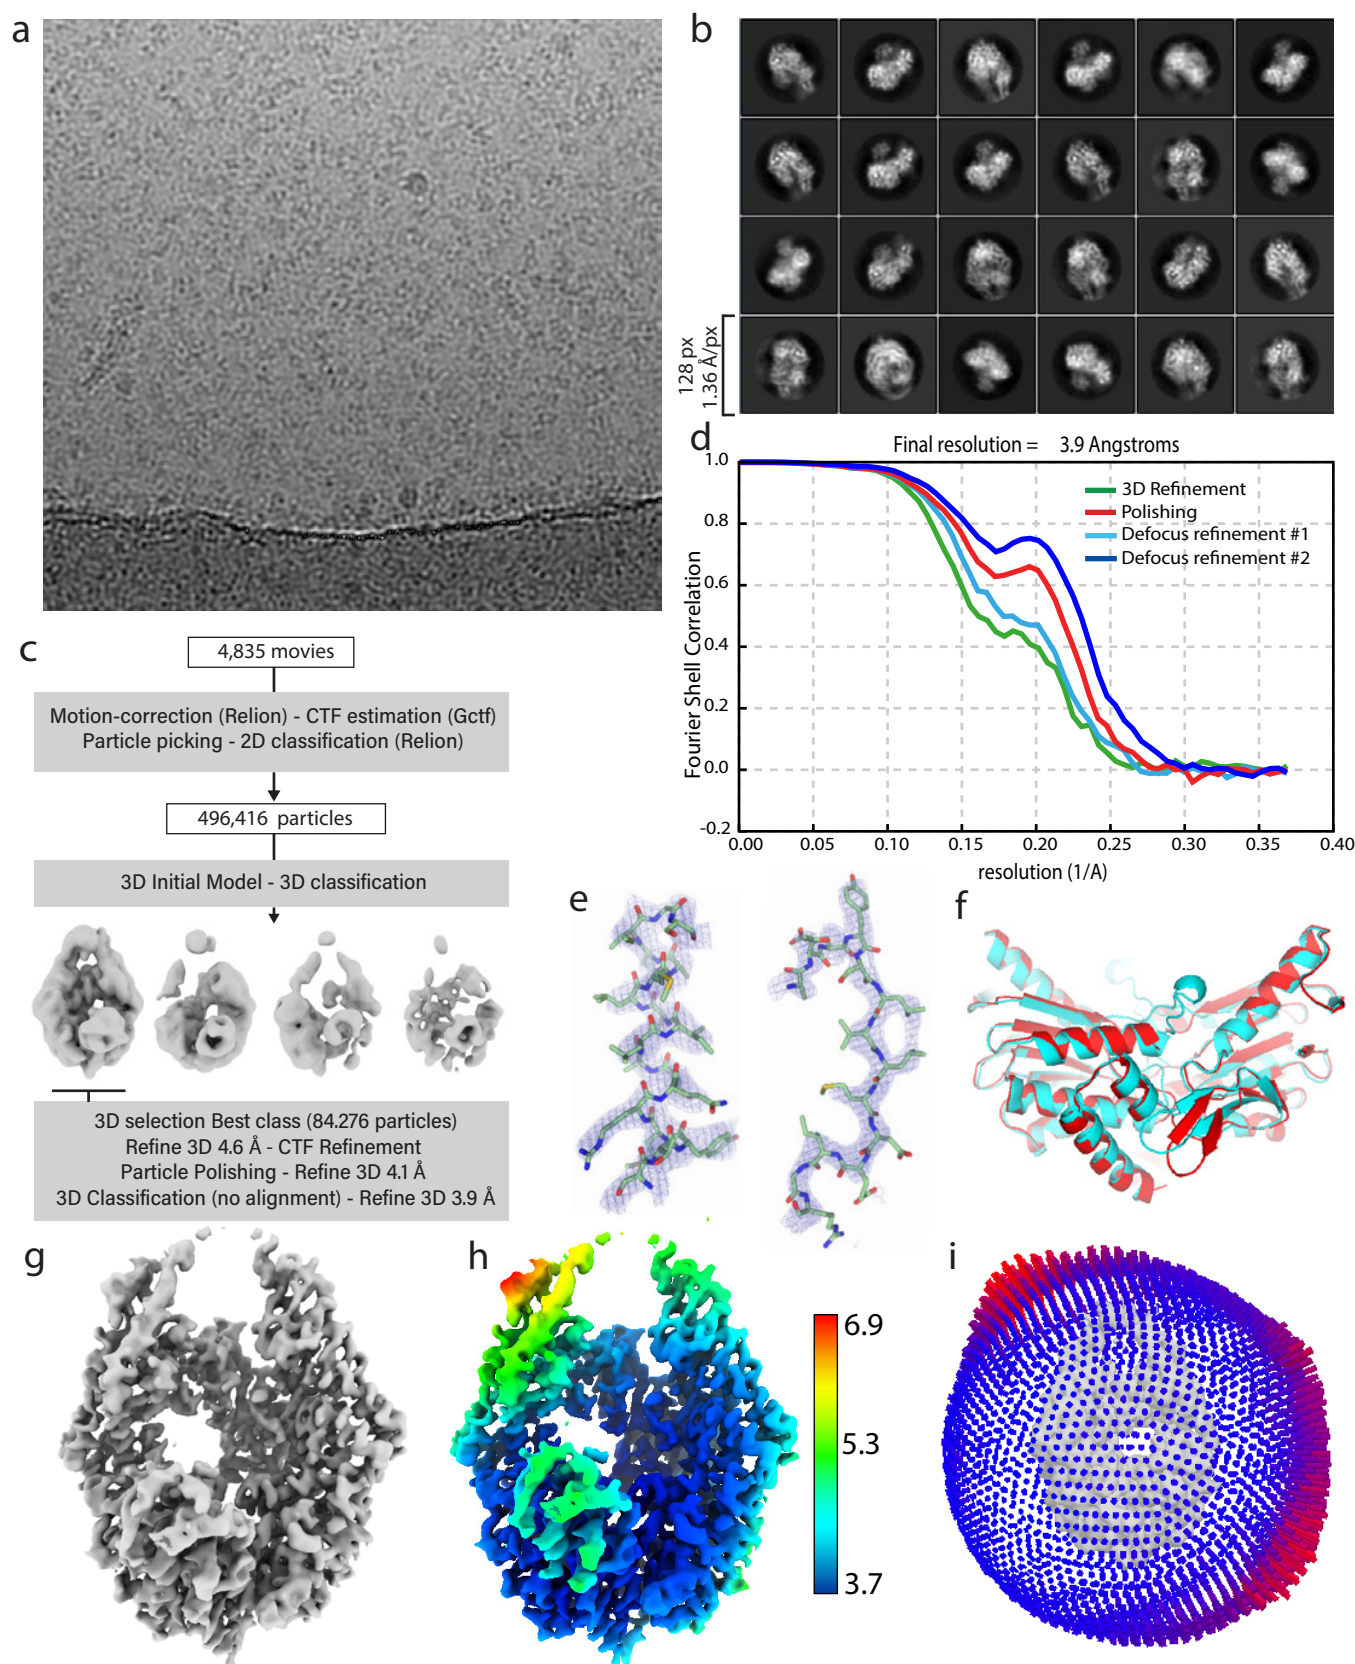 a
b
128 px
1.36 Å/px
c
4,835 movies
Motion-correction (Relion) - CTF estimation (Gctf)
Particle picking - 2D classification (Relion)
496,416 particles
3D Initial Model - 3D classification
3D selection Best class (84.276 particles)
Refine 3D 4.6 Å - CTF Refinement
Particle Polishing - Refine 3D 4.1 Å
3D Classification (no alignment) - Refine 3D 3.9 Å
d
Final resolution = 3.9 Angstroms
1.0
0.8
0.6
0.4
0.2
0.0
-0.2
Fourier Shell Correlation
3D Refinement
Polishing
Defocus refinement #1
Defocus refinement #2
0.00 0.05 0.10 0.15 0.20 0.25 0.30 0.35 0.40
resolution (1/A)
e
f
g
h
6.9
5.3
3.7
i